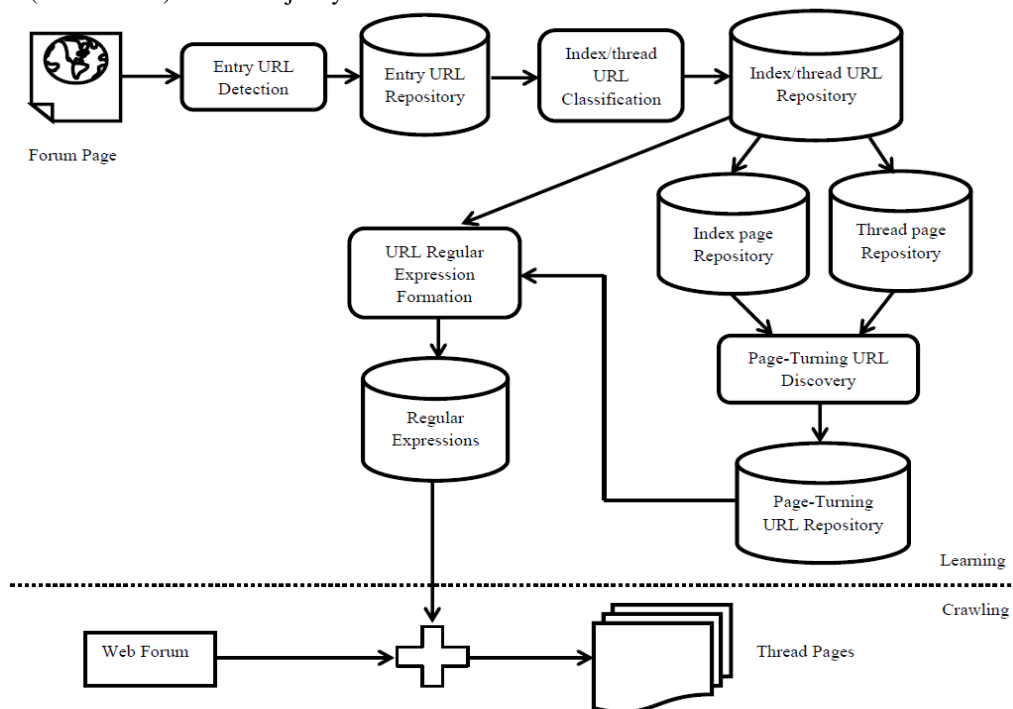 Entry URL
Detection
Entry URL
Repository
Index/thread
URL
Classification
Index/thread URL
Repository
Forum Page
Index page
Repository
Thread page
Repository
URL Regular
Expression
Formation
Page-Turning URL
Discovery
Regular
Expressions
Page-Turning
URL Repository
Learning
Crawling
Web Forum
Thread Pages